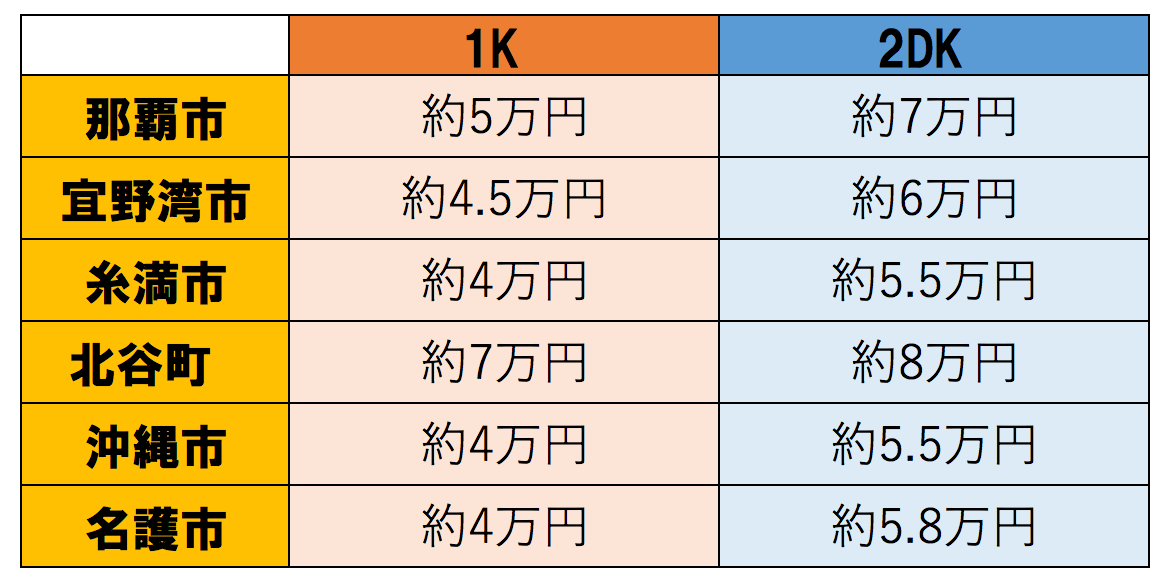 1K 2DK
那覇市 約5万円 約7万円
宜野湾市 約4.5万円 約6万円
糸満市 約4万円 約5.5万円
北谷町 約7万円 約8万円
沖縄市 約4万円 約5.5万円
名護市 約4万円 約5.8万円